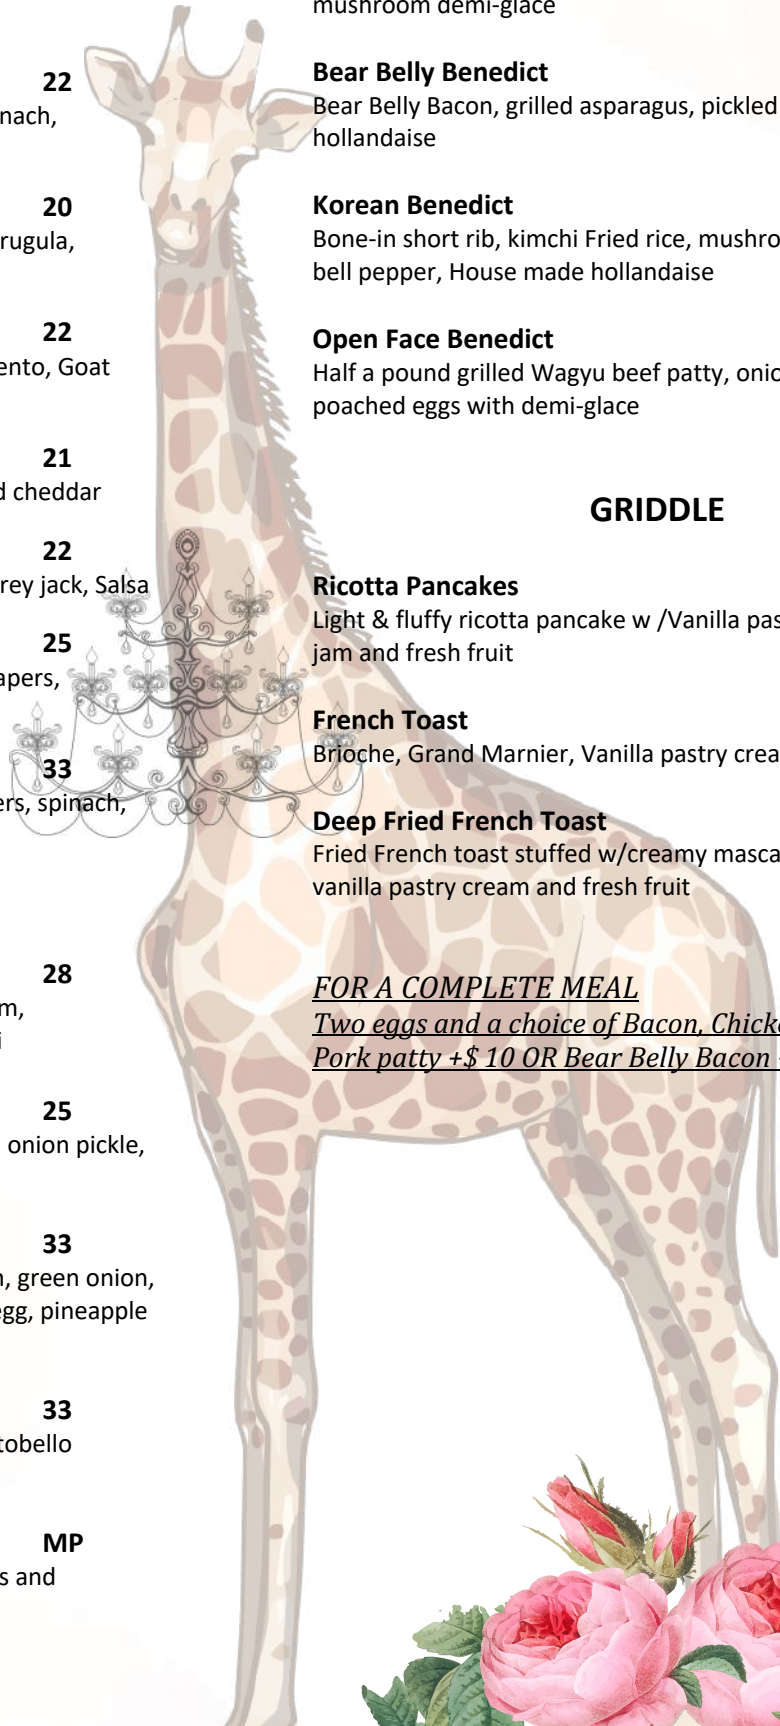 22
nach,
20
rugula,
22
ento, Goat
21
d cheddar
22
rey jack, Salsa
25
apers,
33
ers, spinach,
28
m,
i
25
onion pickle,
33
n, green onion,
egg, pineapple
33
tobello
MP
s and
mushroom demi-glace
Bear Belly Benedict
Bear Belly Bacon, grilled asparagus, pickled
hollandaise
Korean Benedict
Bone-in short rib, kimchi Fried rice, mushro
bell pepper, House made hollandaise
Open Face Benedict
Half a pound grilled Wagyu beef patty, onio
poached eggs with demi-glace
GRIDDLE
Ricotta Pancakes
Light & fluffy ricotta pancake w /Vanilla pas
jam and fresh fruit
French Toast
Brioche, Grand Marnier, Vanilla pastry crea
Deep Fried French Toast
Fried French toast stuffed w/creamy masca
vanilla pastry cream and fresh fruit
FOR A COMPLETE MEAL
Two eggs and a choice of Bacon, Chick
Pork patty +$ 10 OR Bear Belly Bacon